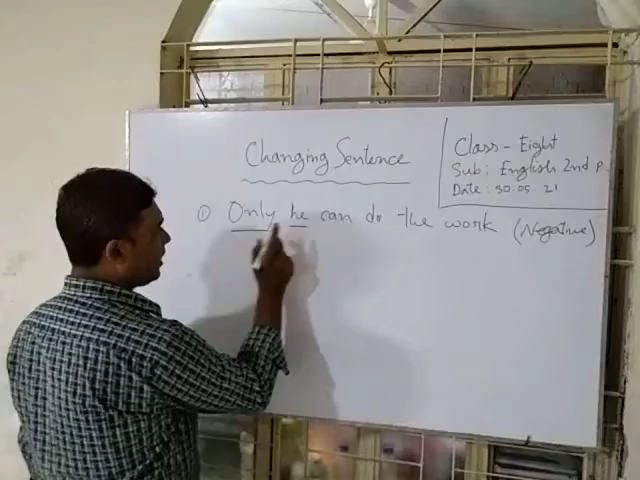 Changing Sentence
Class - Eight
Sub: English 2nd P
Date: 30.05.21
① Only he can do the work (Negative)